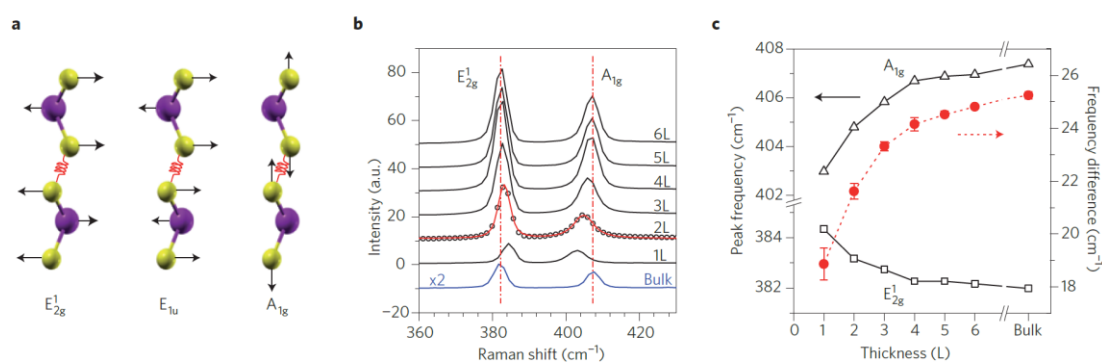 a
E¹₂g
E₁ᵤ
A₁g
b
Intensity (a.u.)
80
60
40
20
0
−20
E¹₂g
A₁g
6L
5L
4L
3L
2L
1L
x2
Bulk
360
380
400
420
Raman shift (cm⁻¹)
c
Peak frequency (cm⁻¹)
408
406
404
402
384
382
A₁g
E¹₂g
26
24
22
20
18
Frequency difference (cm⁻¹)
0
1
2
3
4
5
6
Bulk
Thickness (L)